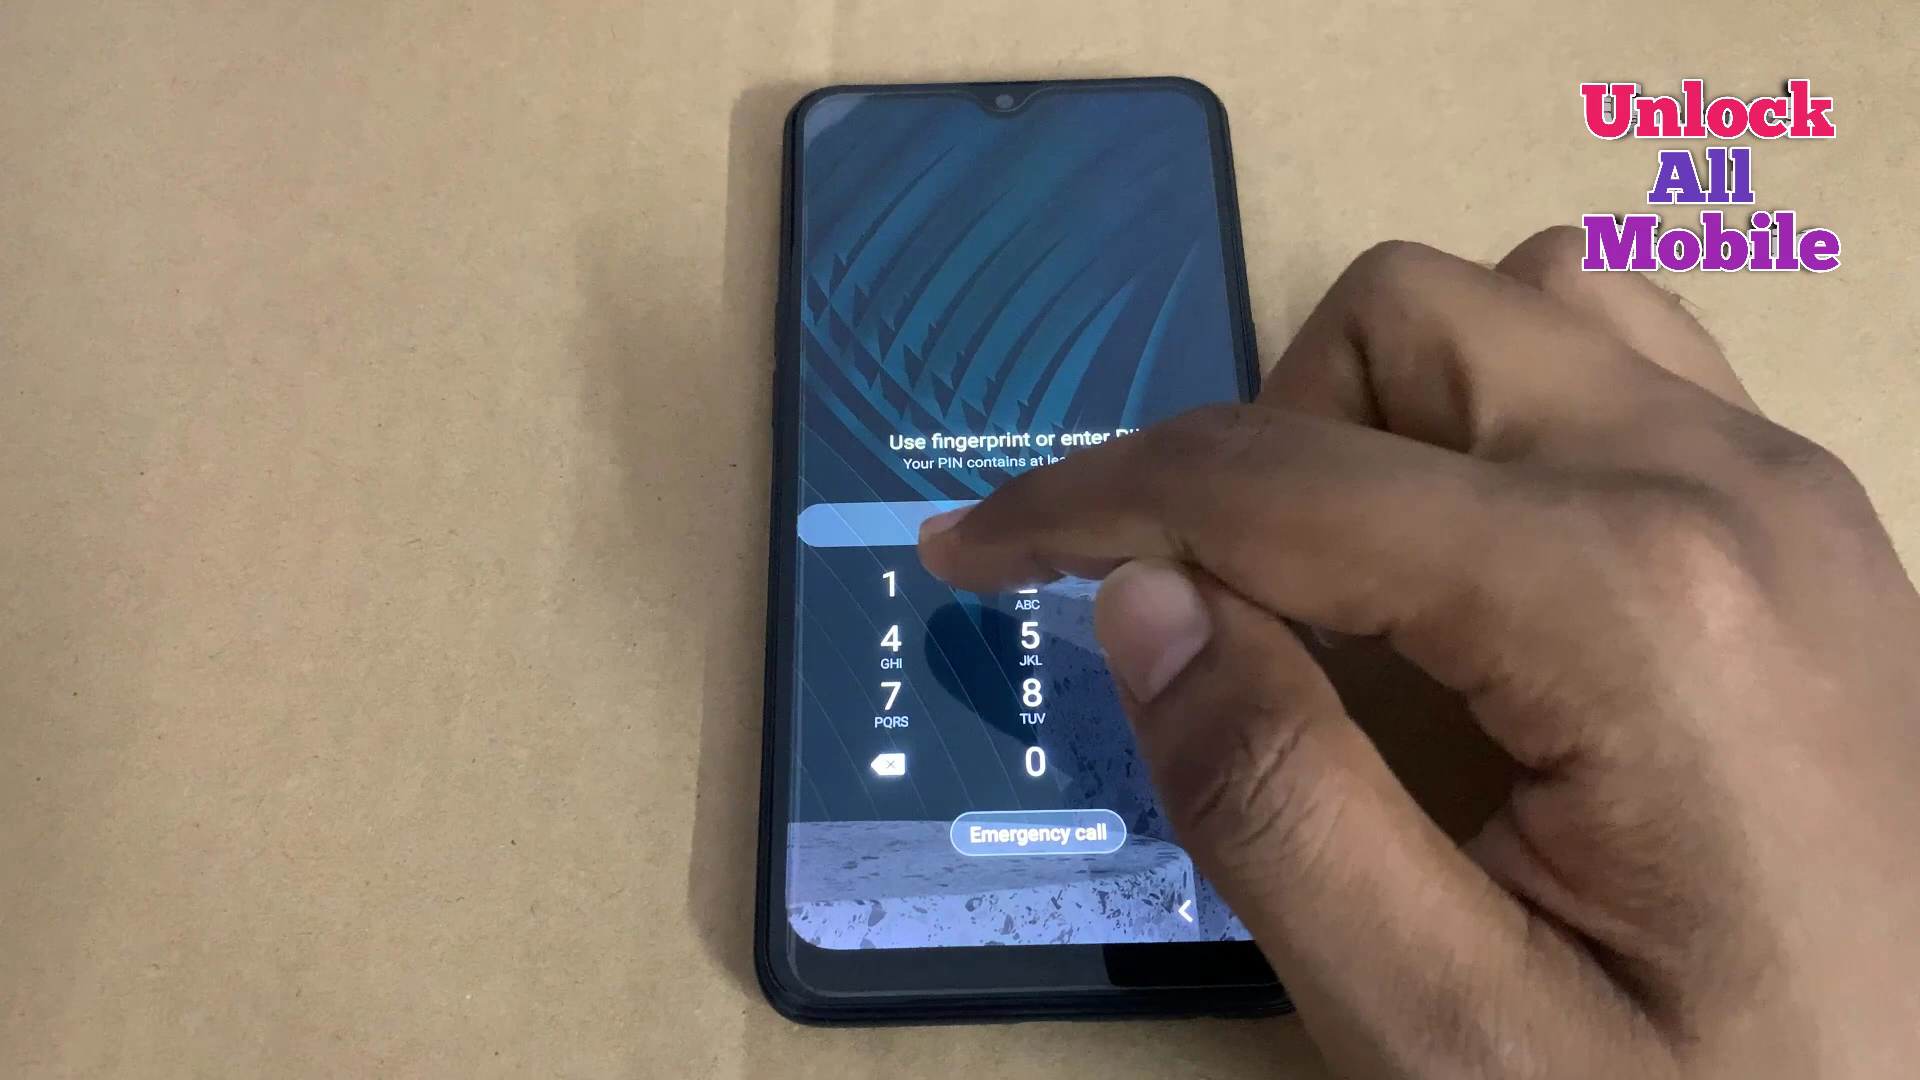 Unlock
All
Mobile
Use fingerprint or enter
Your PIN contains at
1
ABC
4
GHI
5
JKL
7
PQRS
8
TUV
0
Emergency call